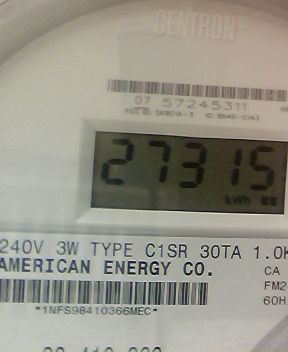 CENTRON®
07 57245311
27315
kWh
240V 3W TYPE C1SR 30TA 1.0K
AMERICAN ENERGY CO.
CA
FM2
60H
*1NFS98410366MEC*